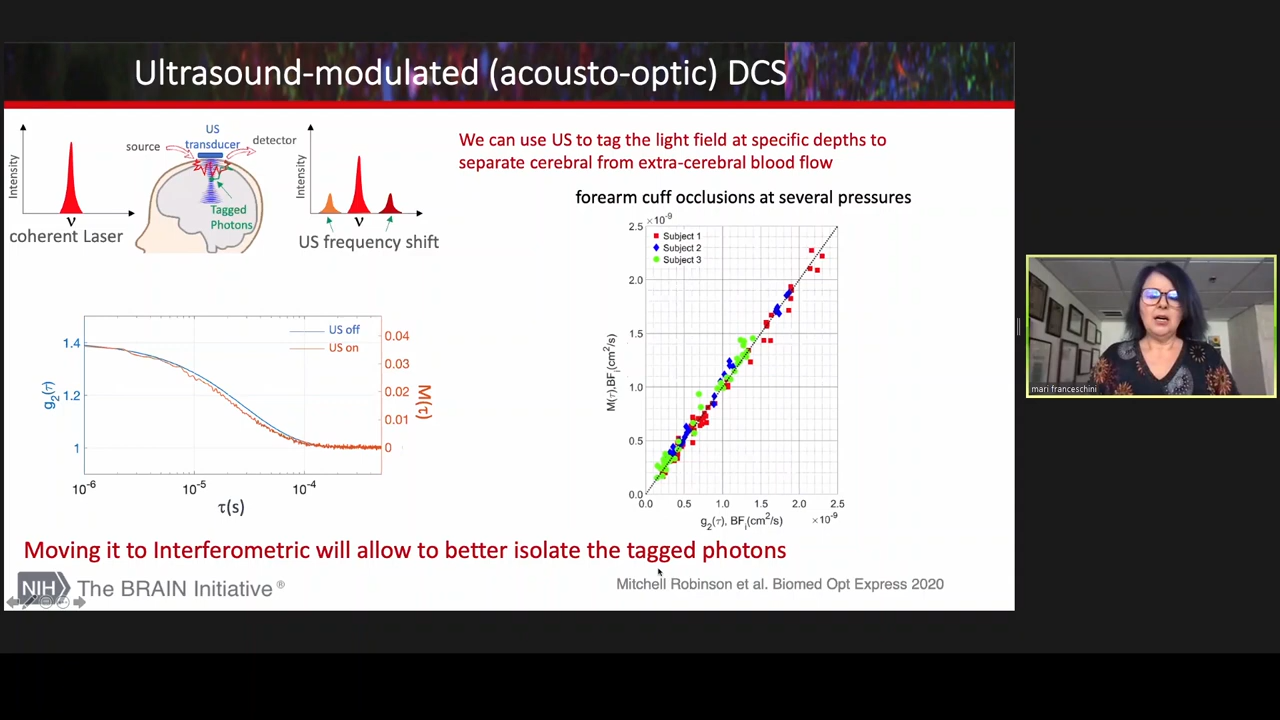 Ultrasound-modulated (acousto-optic) DCS
Intensity
ν
coherent Laser
source
US
transducer
detector
Tagged
Photons
Intensity
ν
US frequency shift
We can use US to tag the light field at specific depths to
separate cerebral from extra-cerebral blood flow
forearm cuff occlusions at several pressures
×10⁻⁹
2.5
2.0
1.5
1.0
0.5
0.0
M(τ),BFᵢ(cm²/s)
Subject 1
Subject 2
Subject 3
0.0 0.5 1.0 1.5 2.0 2.5
g₂(τ), BFᵢ(cm²/s)
×10⁻⁹
US off
US on
1.4
1.2
1
g₂(τ)
0.04
0.03
0.02
0.01
0
M(τ)
10⁻⁶ 10⁻⁵ 10⁻⁴
τ(s)
Moving it to Interferometric will allow to better isolate the tagged photons
NIH The BRAIN Initiative®
Mitchell Robinson et al. Biomed Opt Express 2020
mari franceschini